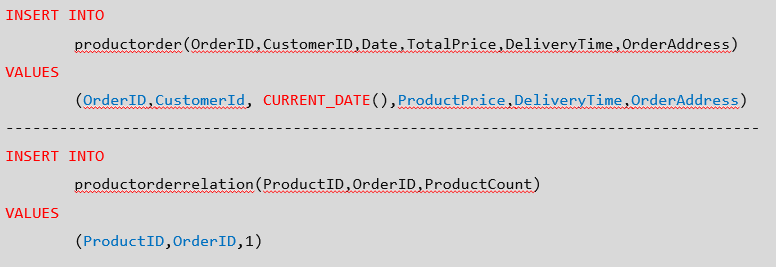 INSERT INTO
productorder(OrderID,CustomerID,Date,TotalPrice,DeliveryTime,OrderAddress)
VALUES
(OrderID,CustomerId, CURRENT_DATE(),ProductPrice,DeliveryTime,OrderAddress)
-----------------------------------------------------------------------------------
INSERT INTO
productorderrelation(ProductID,OrderID,ProductCount)
VALUES
(ProductID,OrderID,1)